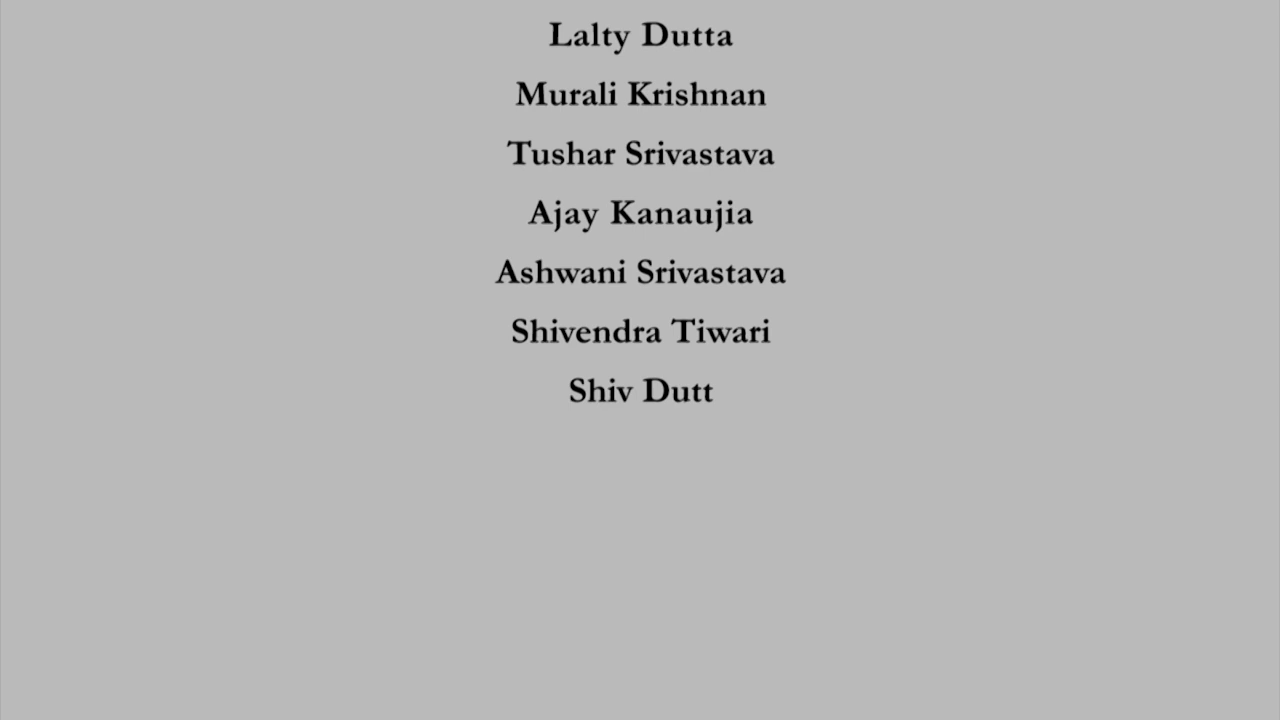 Lalty Dutta
Murali Krishnan
Tushar Srivastava
Ajay Kanaujia
Ashwani Srivastava
Shivendra Tiwari
Shiv Dutt